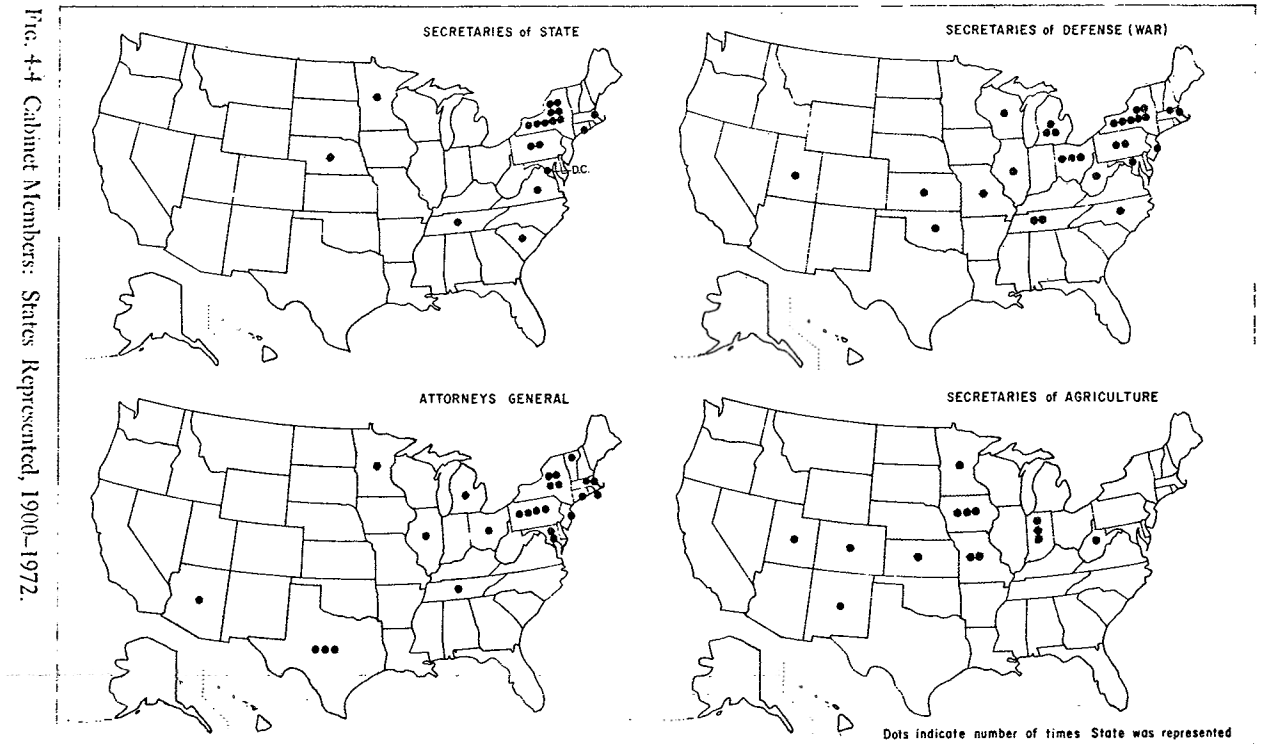 Fig. 4-4 Cabinet Members: States Represented, 1900–1972.
SECRETARIES of STATE
D.C.
SECRETARIES of DEFENSE (WAR)
ATTORNEYS GENERAL
SECRETARIES of AGRICULTURE
Dots indicate number of times State was represented